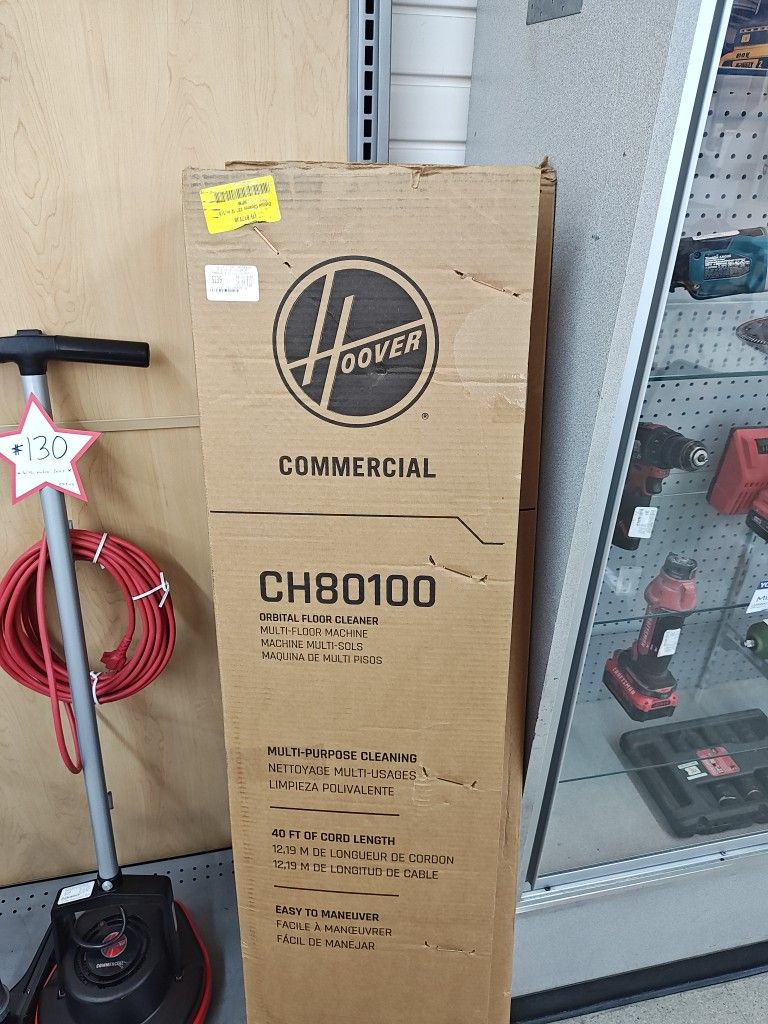 HOOVER
®
COMMERCIAL
CH80100
ORBITAL FLOOR CLEANER
MULTI-FLOOR MACHINE
MACHINE MULTI-SOLS
MAQUINA DE MULTI PISOS
MULTI-PURPOSE CLEANING
NETTOYAGE MULTI-USAGES
LIMPIEZA POLIVALENTE
40 FT OF CORD LENGTH
12,19 M DE LONGUEUR DE CORDON
12,19 M DE LONGITUD DE CABLE
EASY TO MANEUVER
FACILE À MANŒUVRER
FÁCIL DE MANEJAR
$130
COMMERCIAL
CRAFTSMAN